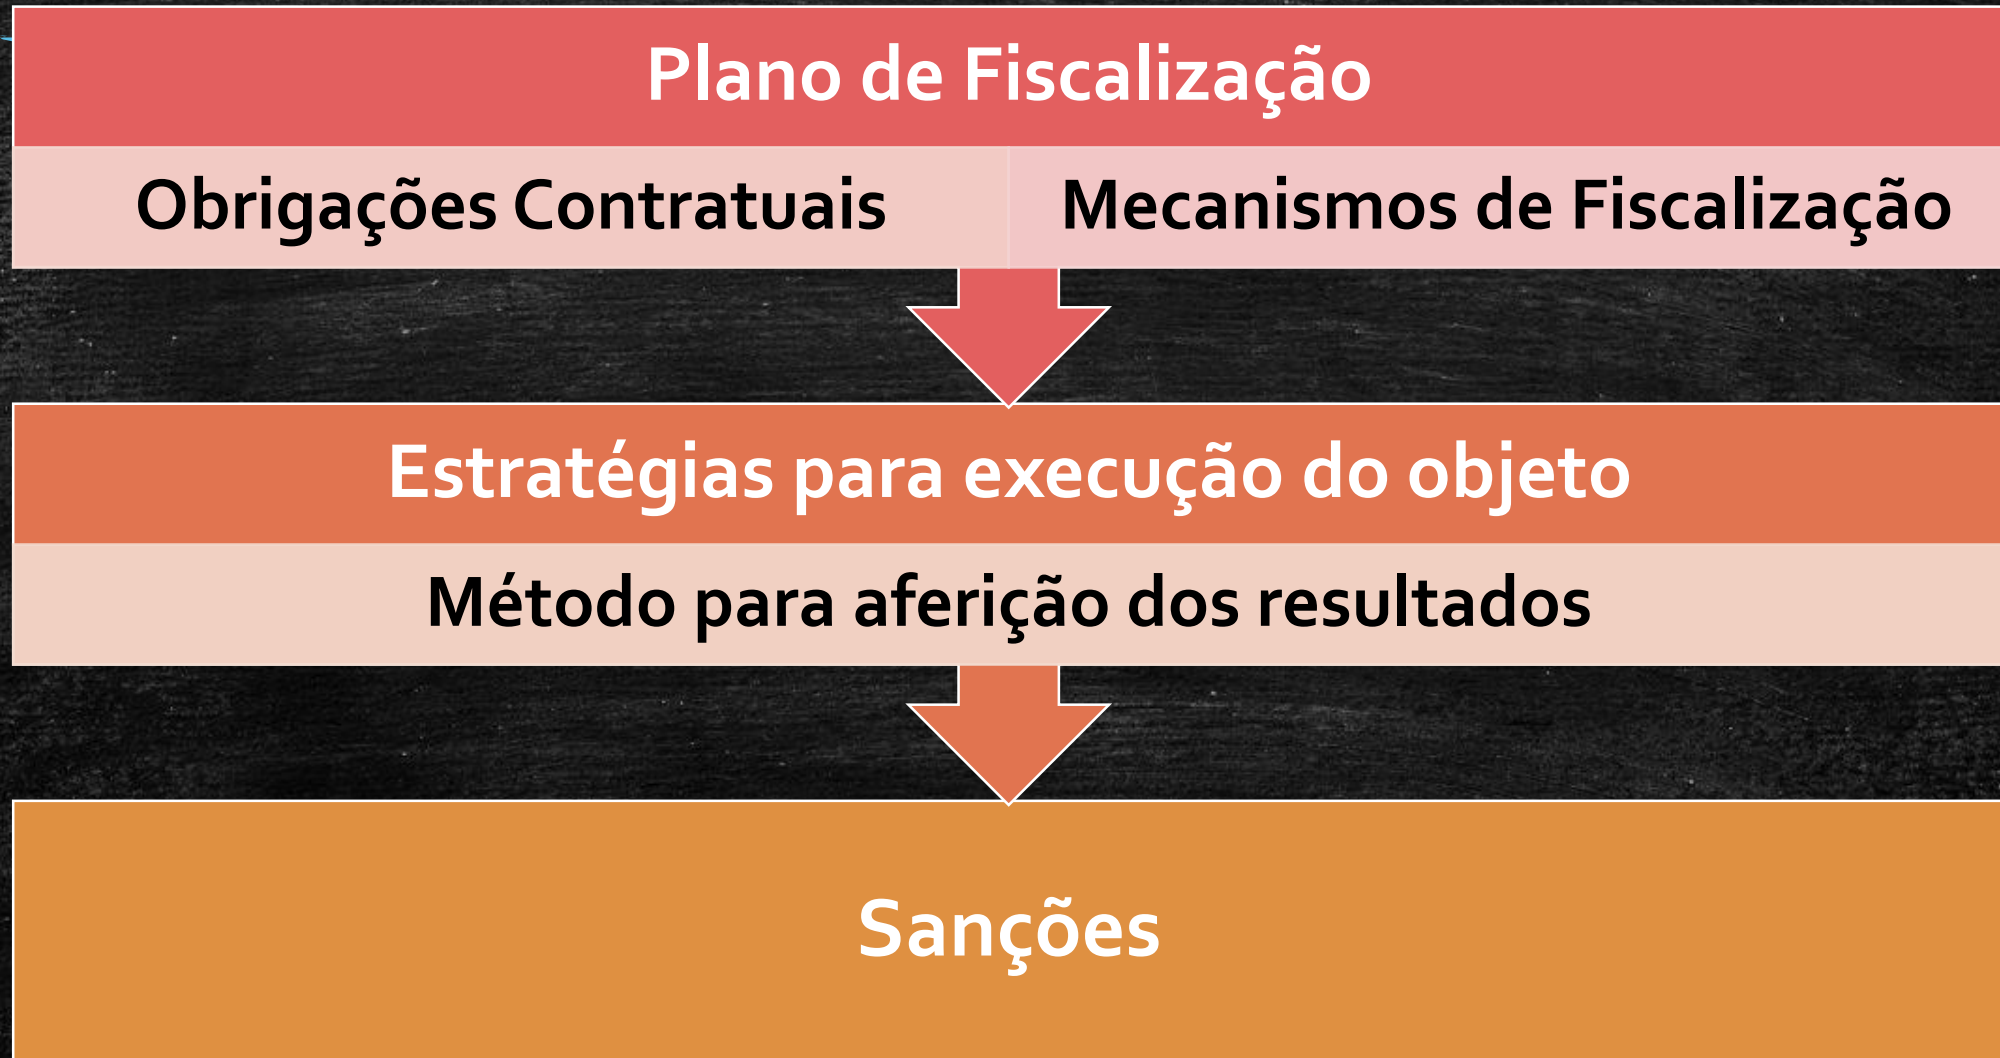 Plano de Fiscalização
Obrigações Contratuais
Mecanismos de Fiscalização
Estratégias para execução do objeto
Método para aferição dos resultados
Sanções